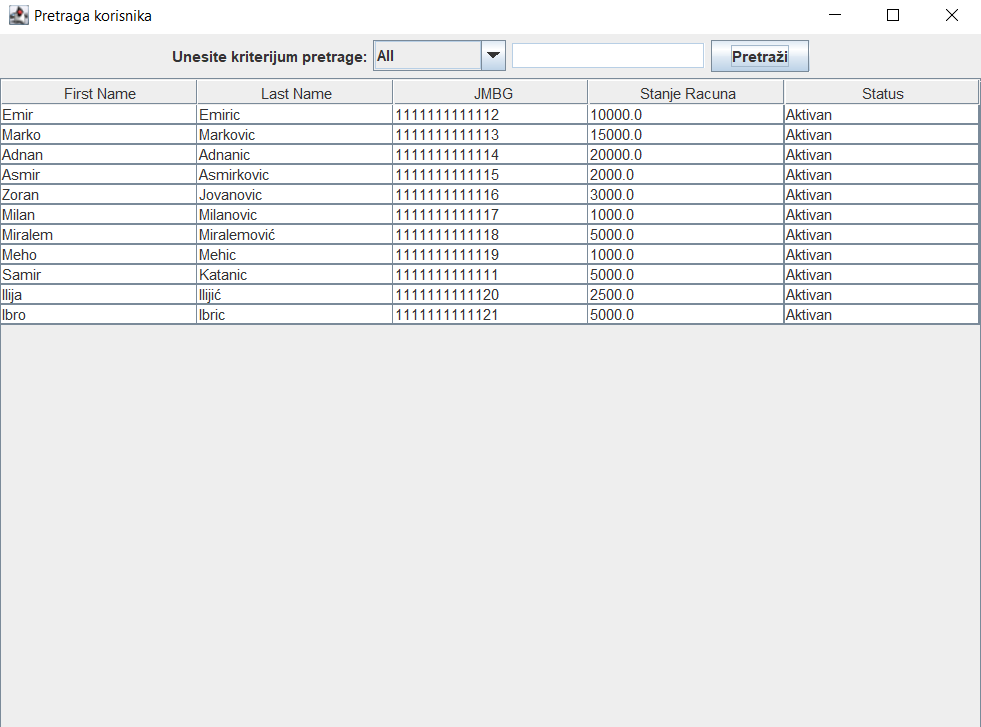 Pretraga korisnika
Unesite kriterijum pretrage: All Pretraži
First Name Last Name JMBG Stanje Racuna Status
Emir Emiric 1111111111112 10000.0 Aktivan
Marko Markovic 1111111111113 15000.0 Aktivan
Adnan Adnanic 1111111111114 20000.0 Aktivan
Asmir Asmirkovic 1111111111115 2000.0 Aktivan
Zoran Jovanovic 1111111111116 3000.0 Aktivan
Milan Milanovic 1111111111117 1000.0 Aktivan
Miralem Miralemović 1111111111118 5000.0 Aktivan
Meho Mehic 1111111111119 1000.0 Aktivan
Samir Katanic 1111111111111 5000.0 Aktivan
Ilija Ilijić 1111111111120 2500.0 Aktivan
Ibro Ibric 1111111111121 5000.0 Aktivan